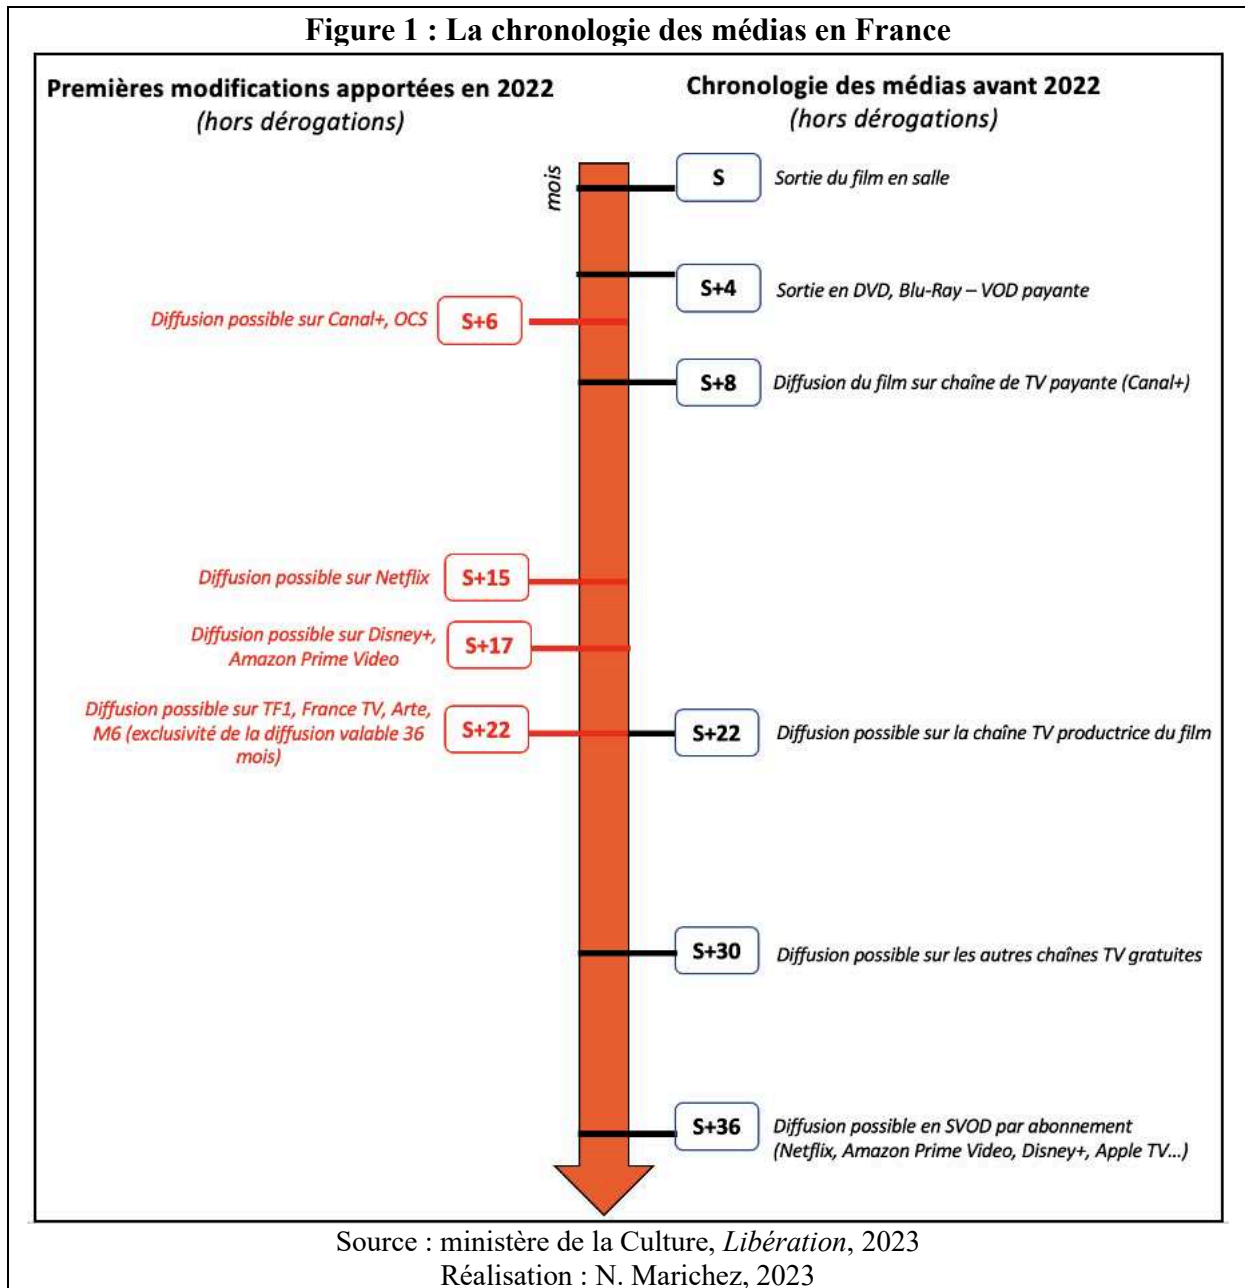 Figure 1 : La chronologie des médias en France
Premières modifications apportées en 2022
(hors dérogations)
Chronologie des médias avant 2022
(hors dérogations)
mois
S
Sortie du film en salle
S+4
Sortie en DVD, Blu-Ray – VOD payante
Diffusion possible sur Canal+, OCS
S+6
S+8
Diffusion du film sur chaîne de TV payante (Canal+)
Diffusion possible sur Netflix
S+15
Diffusion possible sur Disney+,
Amazon Prime Video
S+17
Diffusion possible sur TF1, France TV, Arte,
M6 (exclusivité de la diffusion valable 36
mois)
S+22
S+22
Diffusion possible sur la chaîne TV productrice du film
S+30
Diffusion possible sur les autres chaînes TV gratuites
S+36
Diffusion possible en SVOD par abonnement
(Netflix, Amazon Prime Video, Disney+, Apple TV...)
Source : ministère de la Culture, Libération, 2023
Réalisation : N. Marichez, 2023